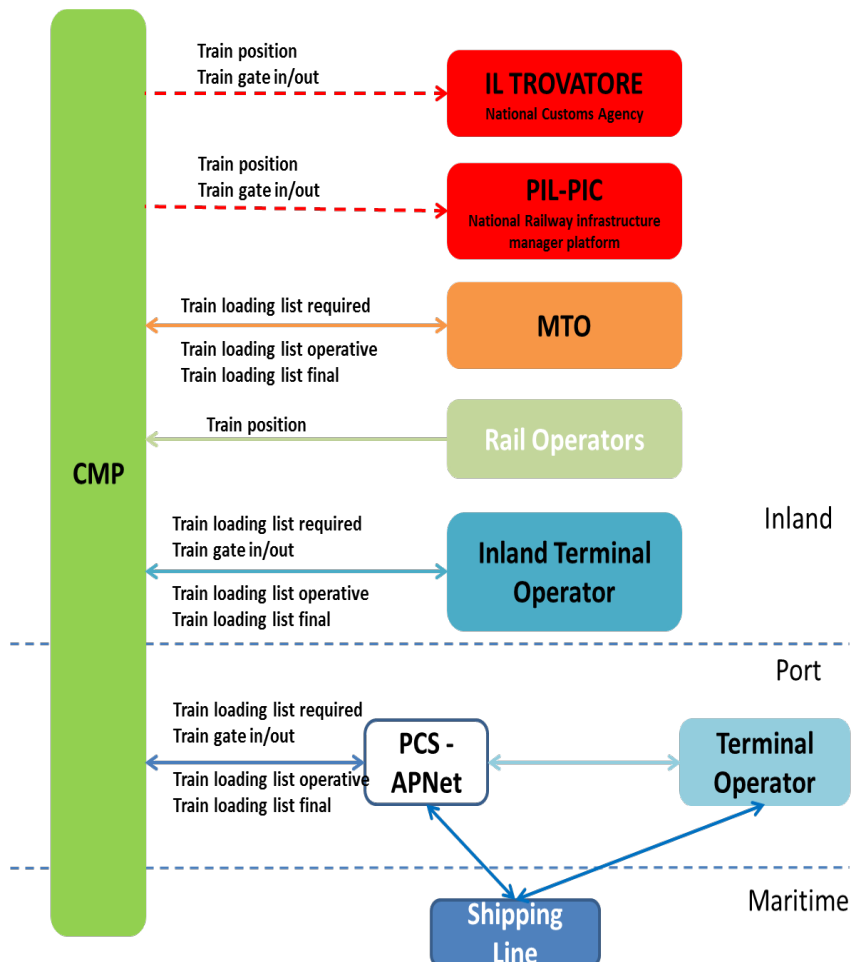 Train position
Train gate in/out
IL TROVATORE
National Customs Agency
Train position
Train gate in/out
PIL-PIC
National Railway infrastructure
manager platform
Train loading list required
MTO
Train loading list operative
Train loading list final
Train position
Rail Operators
CMP
Inland
Train loading list required
Train gate in/out
Inland Terminal
Operator
Train loading list operative
Train loading list final
Port
Train loading list required
Train gate in/out
PCS -
APNet
Terminal
Operator
Train loading list operative
Train loading list final
Maritime
Shipping
Line